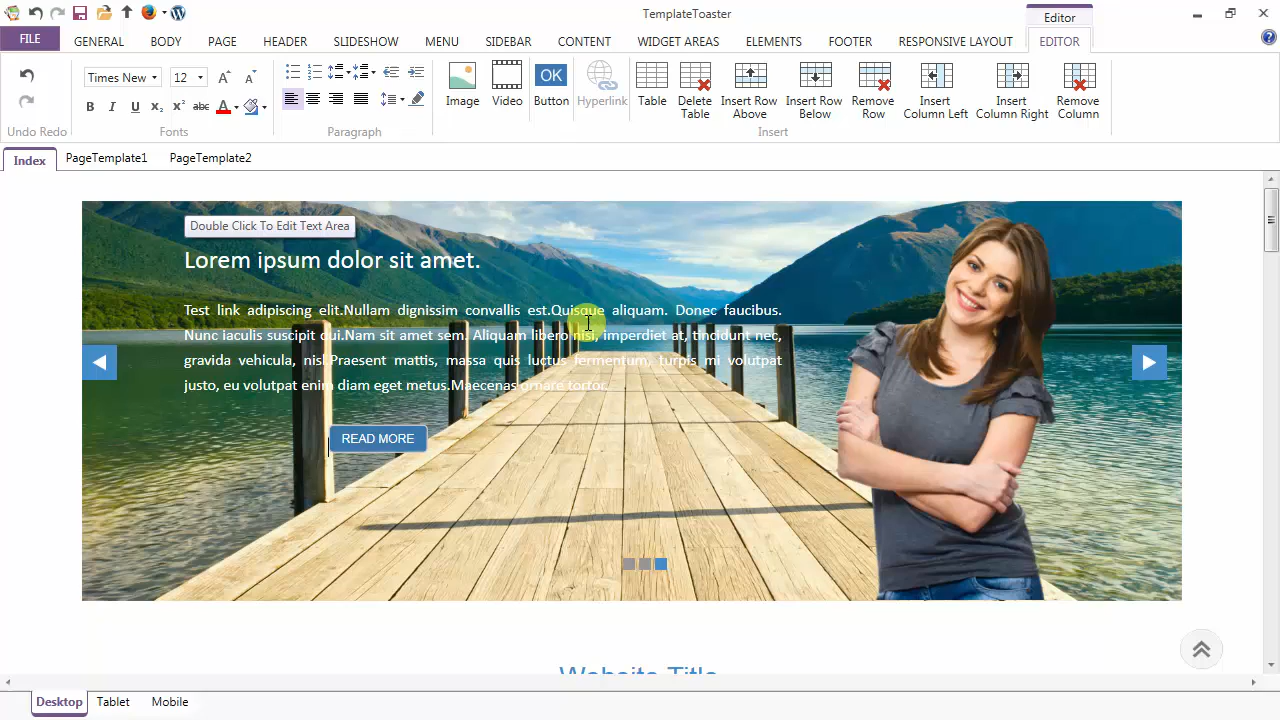 TemplateToaster
Editor
FILE
GENERAL
BODY
PAGE
HEADER
SLIDESHOW
MENU
SIDEBAR
CONTENT
WIDGET AREAS
ELEMENTS
FOOTER
RESPONSIVE LAYOUT
EDITOR
Times New
12
A
A
B I U x₂ x² abc A
OK
Image
Video
Button
Hyperlink
Table
Delete
Table
Insert Row
Above
Insert Row
Below
Remove
Row
Insert
Column Left
Insert
Column Right
Remove
Column
Undo Redo
Fonts
Paragraph
Insert
Index
PageTemplate1
PageTemplate2
Double Click To Edit Text Area
Lorem ipsum dolor sit amet.
Test link adipiscing elit.Nullam dignissim convallis est.Quisque aliquam. Donec faucibus.
Nunc iaculis suscipit dui.Nam sit amet sem. Aliquam libero nisi, imperdiet at, tincidunt nec,
gravida vehicula, nisl.Praesent mattis, massa quis luctus fermentum, turpis mi volutpat
justo, eu volutpat enim diam eget metus.Maecenas ornare tortor.
READ MORE
Website Title
Desktop
Tablet
Mobile